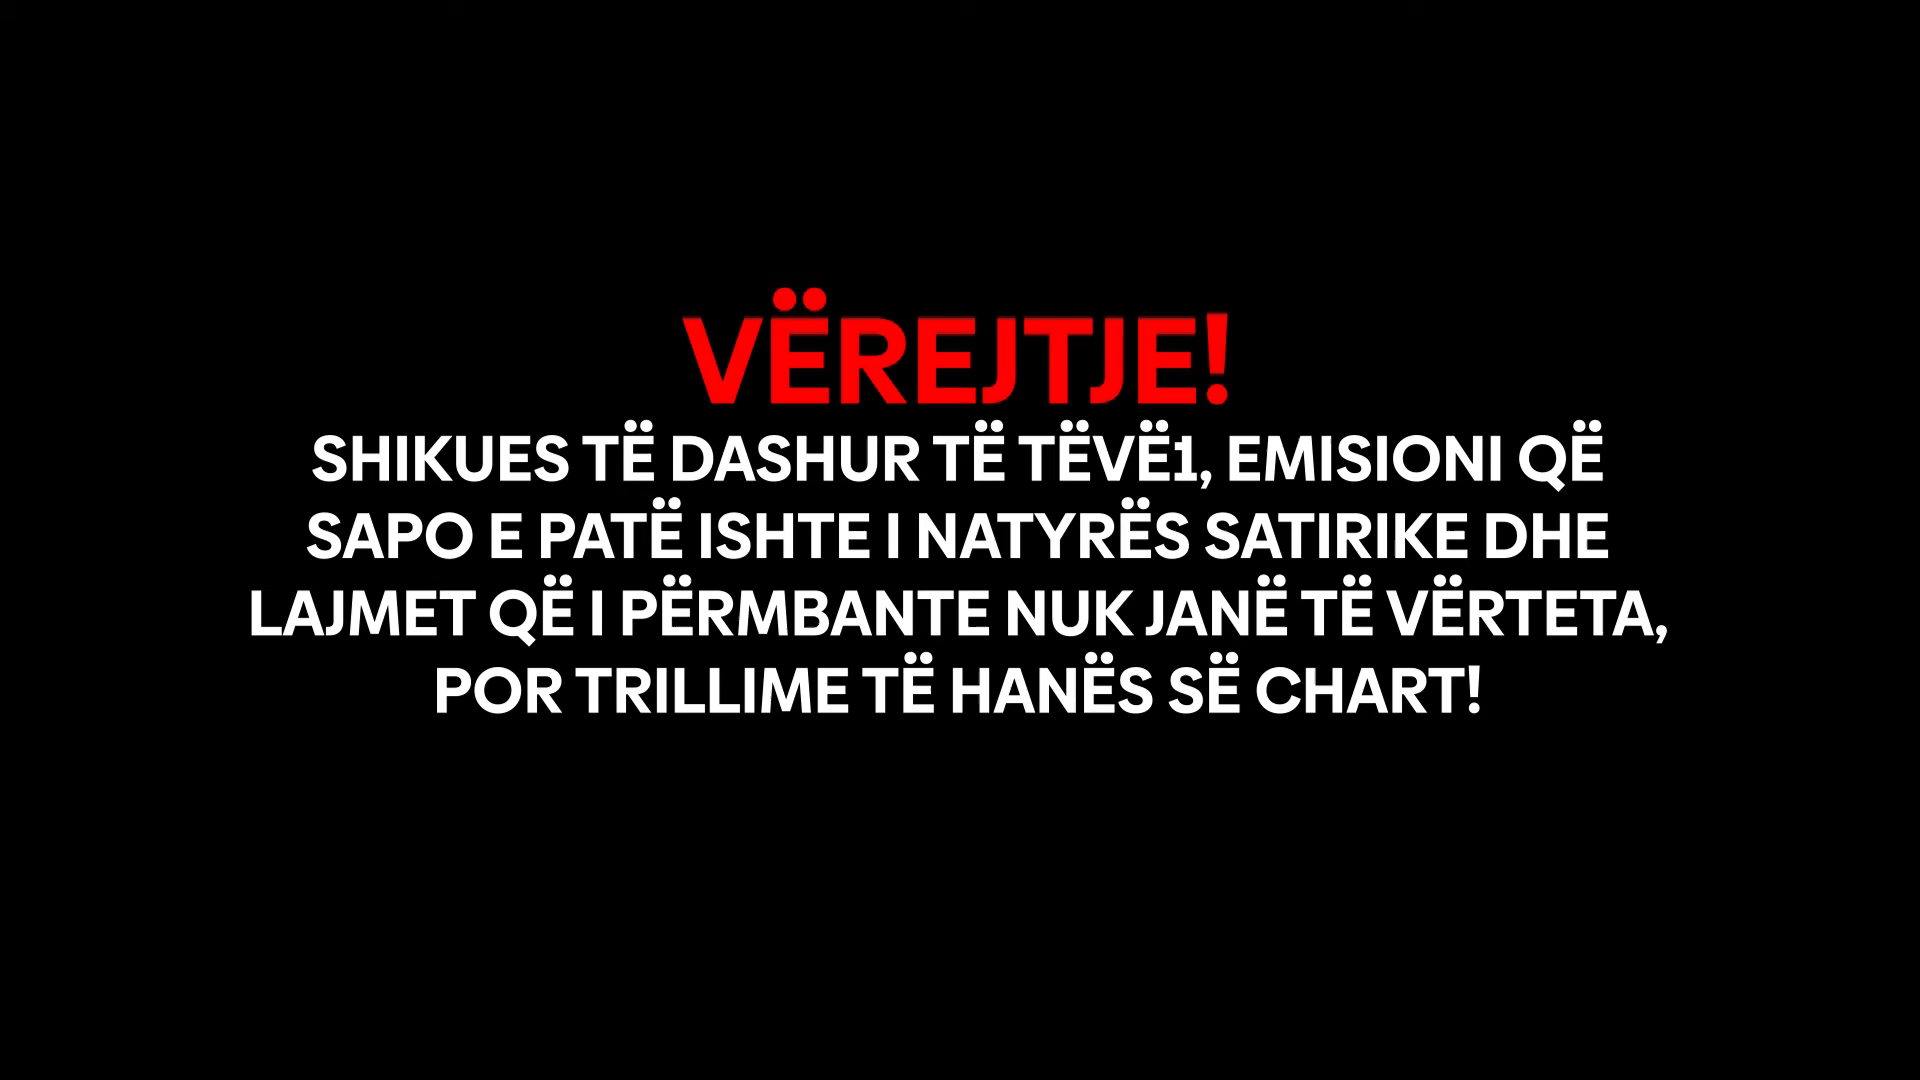 VËREJTJE!
SHIKUES TË DASHUR TË TËVË1, EMISIONI QË
SAPO E PATË ISHTE I NATYRËS SATIRIKE DHE
LAJMET QË I PËRMBANTE NUK JANË TË VËRTETA,
POR TRILLIME TË HANËS SË CHART!